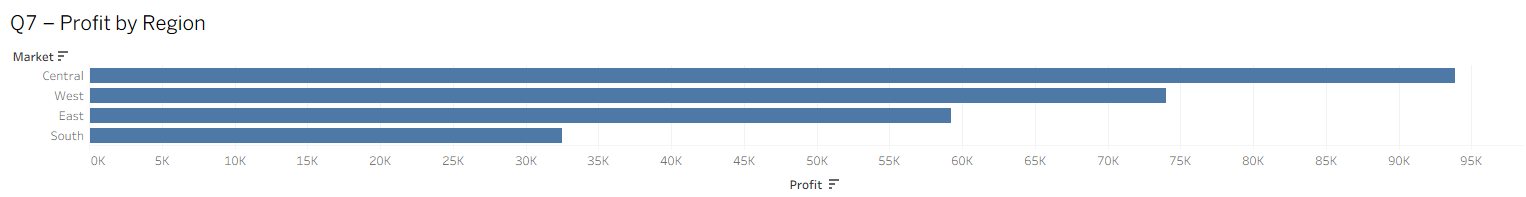 Q7 – Profit by Region
Market
Central
West
East
South
0K 5K 10K 15K 20K 25K 30K 35K 40K 45K 50K 55K 60K 65K 70K 75K 80K 85K 90K 95K
Profit